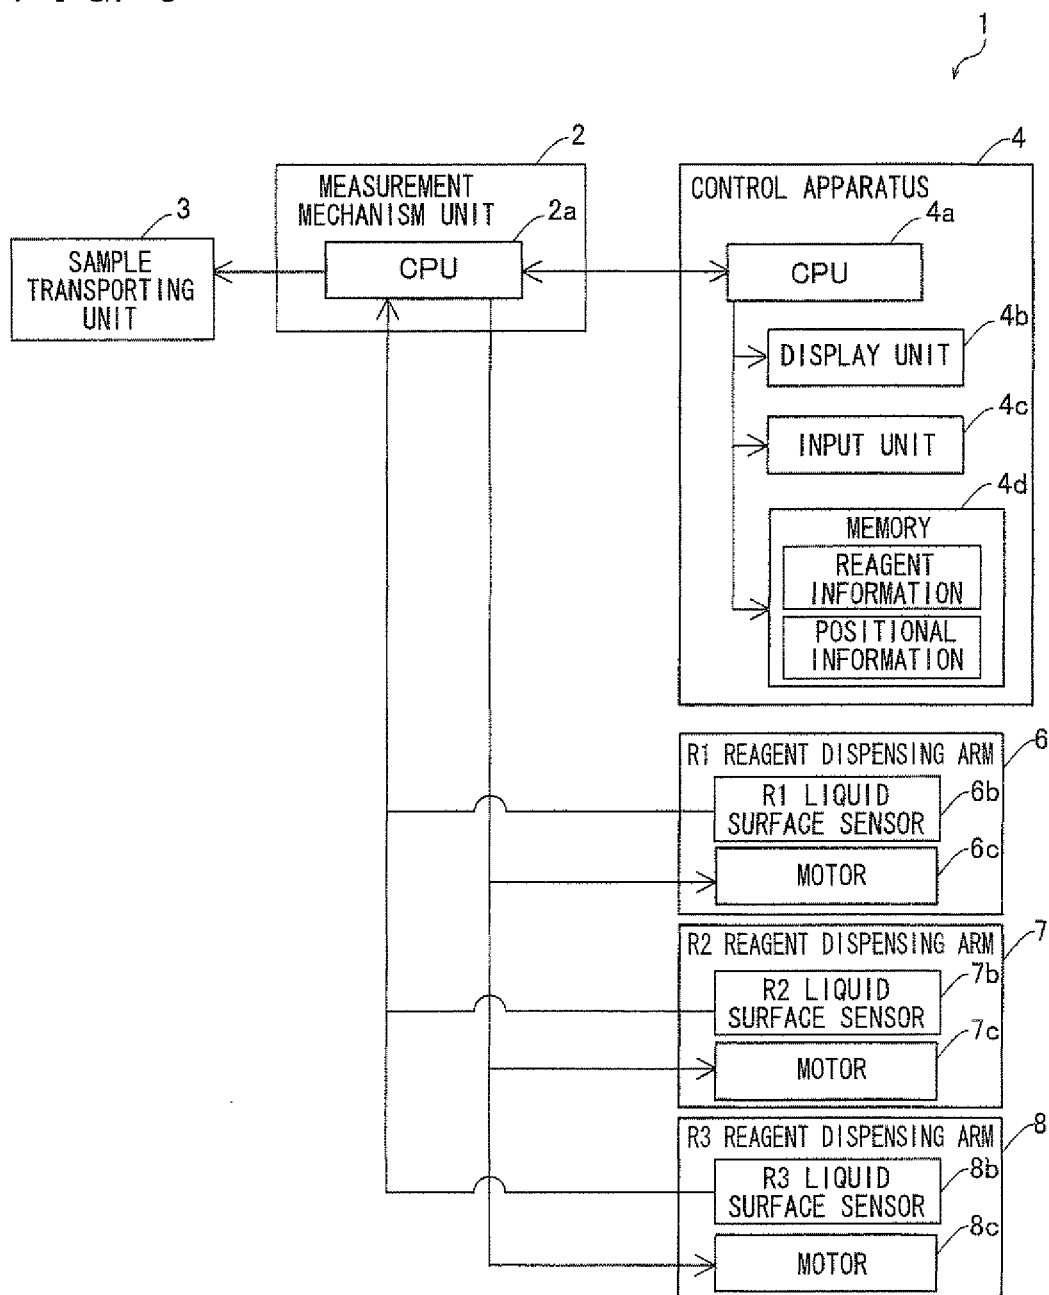 1
2
MEASUREMENT
MECHANISM UNIT
2a
CPU
3
SAMPLE
TRANSPORTING
UNIT
4
CONTROL APPARATUS
4a
CPU
4b
DISPLAY UNIT
4c
INPUT UNIT
4d
MEMORY
REAGENT
INFORMATION
POSITIONAL
INFORMATION
6
R1 REAGENT DISPENSING ARM
R1 LIQUID
SURFACE SENSOR
6b
6c
MOTOR
7
R2 REAGENT DISPENSING ARM
7b
R2 LIQUID
SURFACE SENSOR
7c
MOTOR
8
R3 REAGENT DISPENSING ARM
R3 LIQUID
SURFACE SENSOR
8b
8c
MOTOR